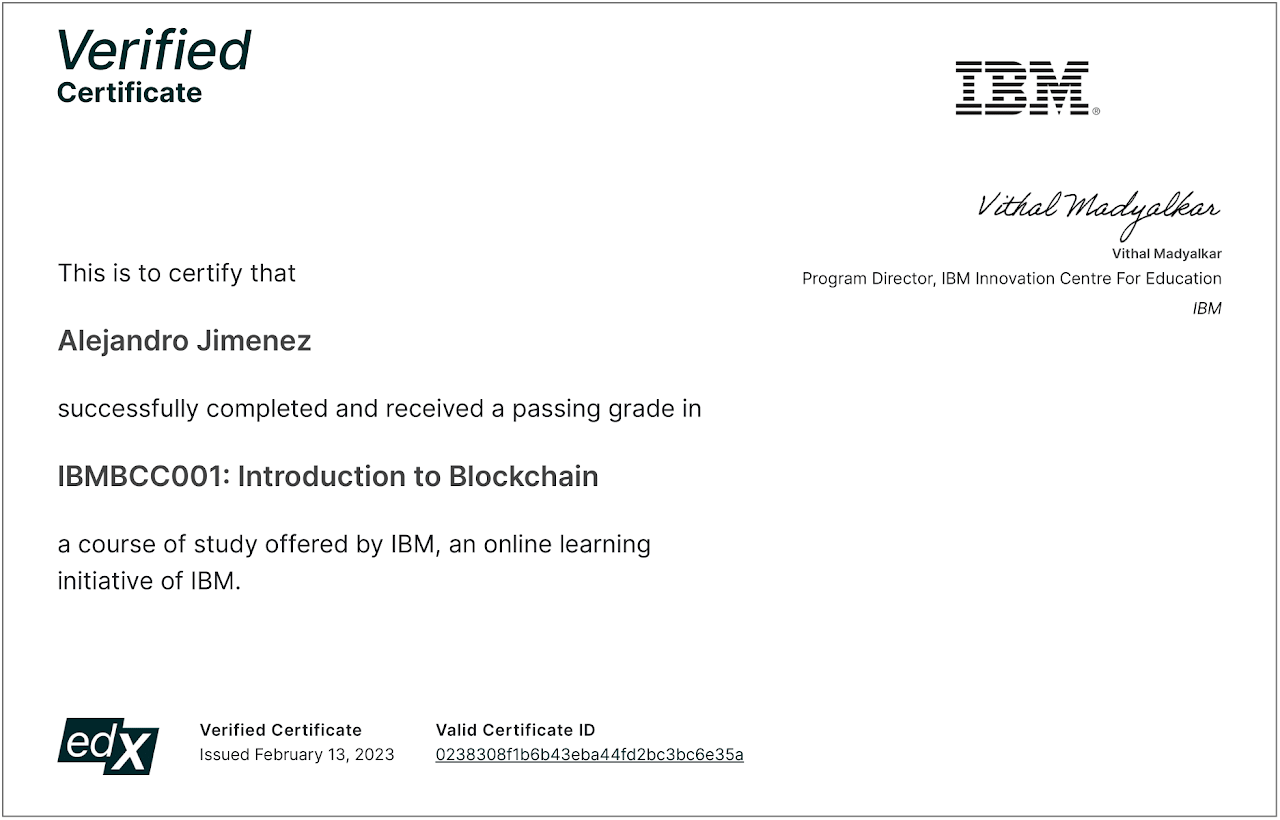 Verified
Certificate
IBM®
Vithal Madyalkar
Vithal Madyalkar
Program Director, IBM Innovation Centre For Education
IBM
This is to certify that
Alejandro Jimenez
successfully completed and received a passing grade in
IBMBCC001: Introduction to Blockchain
a course of study offered by IBM, an online learning
initiative of IBM.
edX
Verified Certificate
Issued February 13, 2023
Valid Certificate ID
0238308f1b6b43eba44fd2bc3bc6e35a